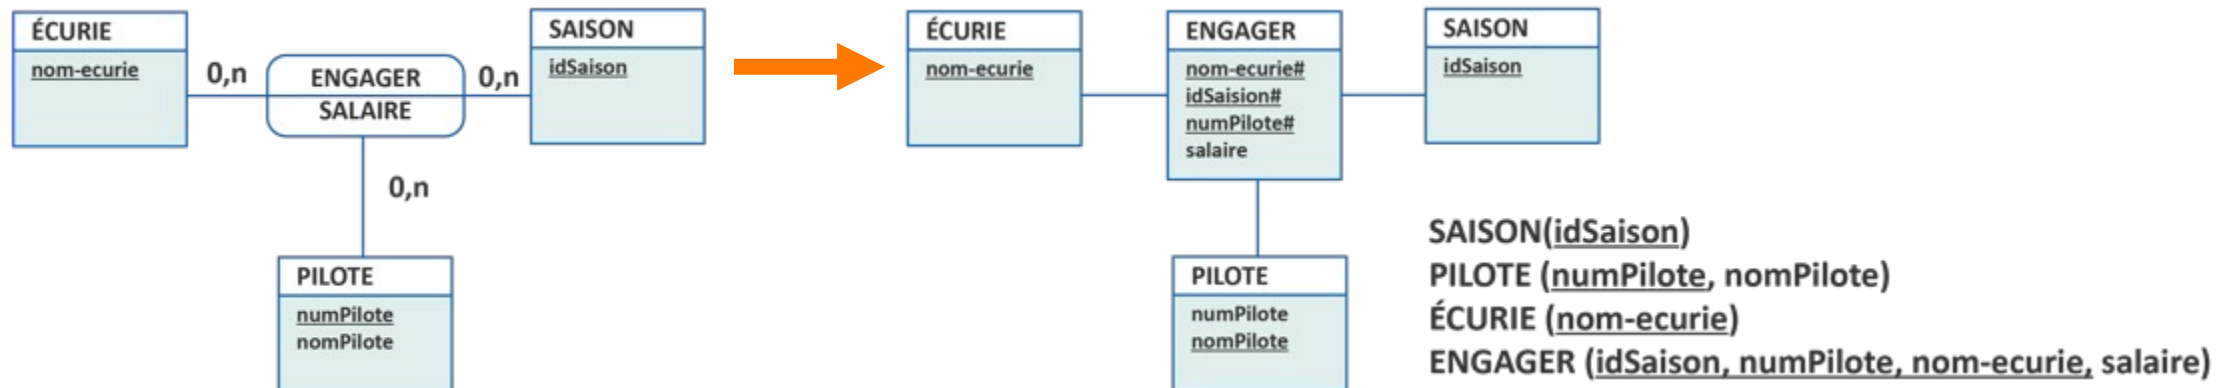 ÉCURIE
nom-ecurie
0,n
ENGAGER
SALAIRE
0,n
SAISON
idSaison
0,n
PILOTE
numPilote
nomPilote
ÉCURIE
nom-ecurie
ENGAGER
nom-ecurie#
idSaision#
numPilote#
salaire
SAISON
idSaison
PILOTE
numPilote
nomPilote
SAISON(idSaison)
PILOTE (numPilote, nomPilote)
ÉCURIE (nom-ecurie)
ENGAGER (idSaison, numPilote, nom-ecurie, salaire)